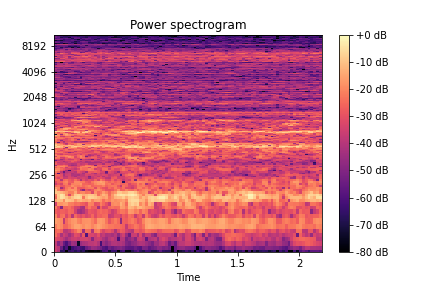 Power spectrogram
8192
4096
2048
1024
512
256
128
64
0
Hz
0
0.5
1
1.5
2
Time
+0 dB
-10 dB
-20 dB
-30 dB
-40 dB
-50 dB
-60 dB
-70 dB
-80 dB